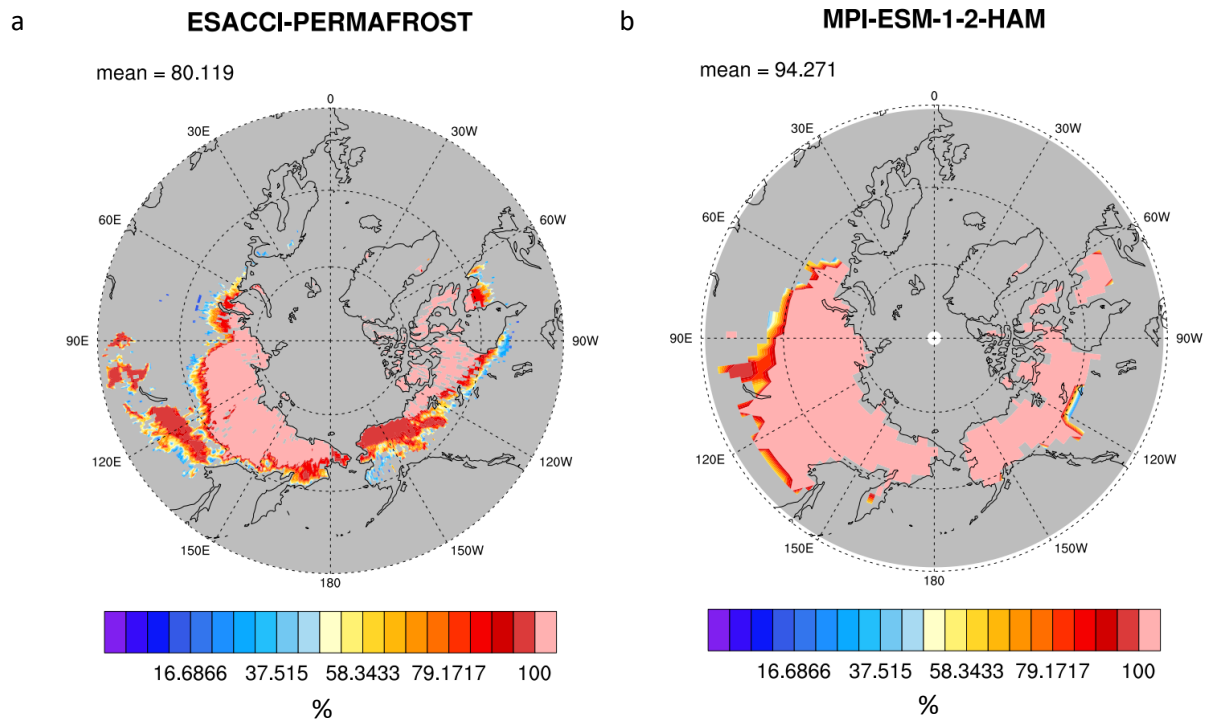 a
ESACCI-PERMAFROST
mean = 80.119
0
30E
30W
60E
60W
90E
90W
120E
120W
150E
150W
180
16.6866 37.515 58.3433 79.1717 100
%
b
MPI-ESM-1-2-HAM
mean = 94.271
0
30E
30W
60E
60W
90E
90W
120E
120W
150E
150W
180
16.6866 37.515 58.3433 79.1717 100
%